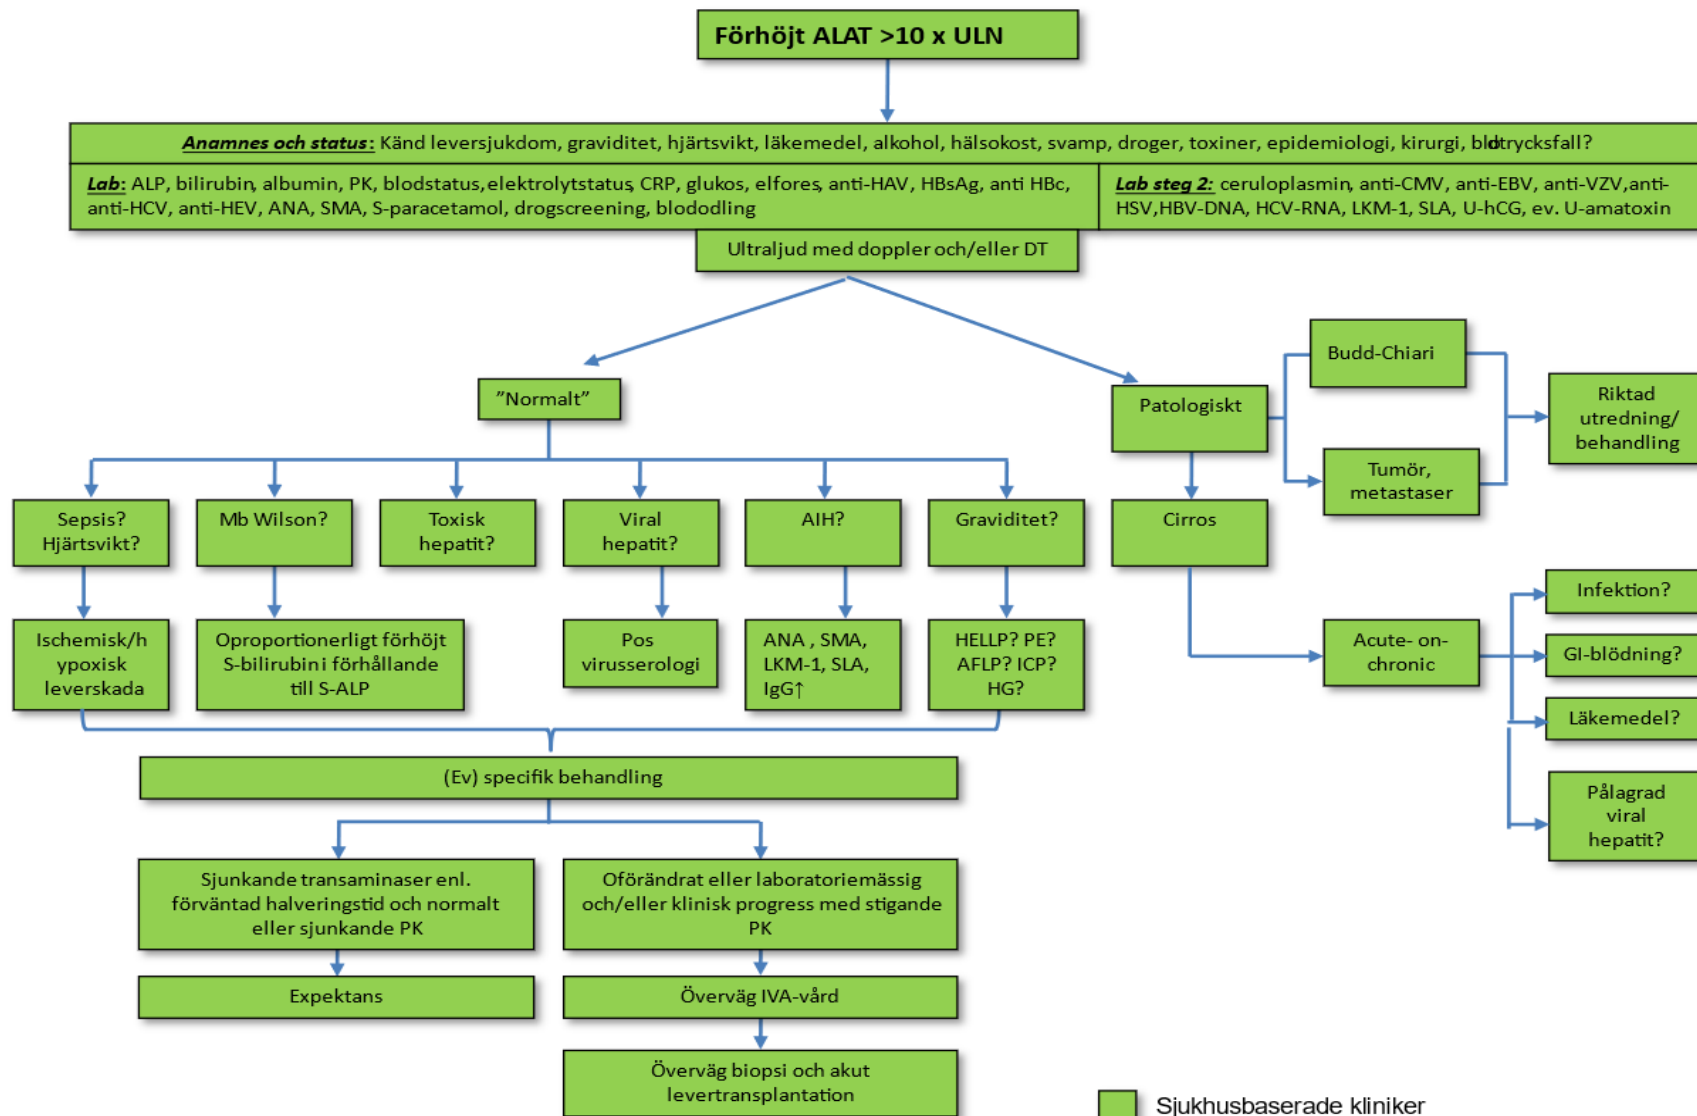 Förhöjt ALAT >10 x ULN
Anamnes och status: Känd leversjukdom, graviditet, hjärtsvikt, läkemedel, alkohol, hälsokost, svamp, droger, toxiner, epidemiologi, kirurgi, blodtrycksfall?
Lab: ALP, bilirubin, albumin, PK, blodstatus, elektrolytstatus, CRP, glukos, elfores, anti-HAV, HBsAg, anti HBc,
anti-HCV, anti-HEV, ANA, SMA, S-paracetamol, drogscreening, blododling
Lab steg 2: ceruloplasmin, anti-CMV, anti-EBV, anti-VZV,anti-
HSV,HBV-DNA, HCV-RNA, LKM-1, SLA, U-hCG, ev. U-amatoxin
Ultraljud med doppler och/eller DT
”Normalt”
Patologiskt
Budd-Chiari
Tumör,
metastaser
Riktad
utredning/
behandling
Sepsis?
Hjärtsvikt?
Mb Wilson?
Toxisk
hepatit?
Viral
hepatit?
AIH?
Graviditet?
Cirros
Ischemisk/h
ypoxisk
leverskada
Oproportionerligt förhöjt
S-bilirubin i förhållande
till S-ALP
Pos
virusserologi
ANA , SMA,
LKM-1, SLA,
IgG↑
HELLP? PE?
AFLP? ICP?
HG?
Acute- on-
chronic
Infektion?
GI-blödning?
Läkemedel?
Pålagrad
viral
hepatit?
(Ev) specifik behandling
Sjunkande transaminaser enl.
förväntad halveringstid och normalt
eller sjunkande PK
Oförändrat eller laboratoriemässig
och/eller klinisk progress med stigande
PK
Expektans
Överväg IVA-vård
Överväg biopsi och akut
levertransplantation
Sjukhusbaserade kliniker